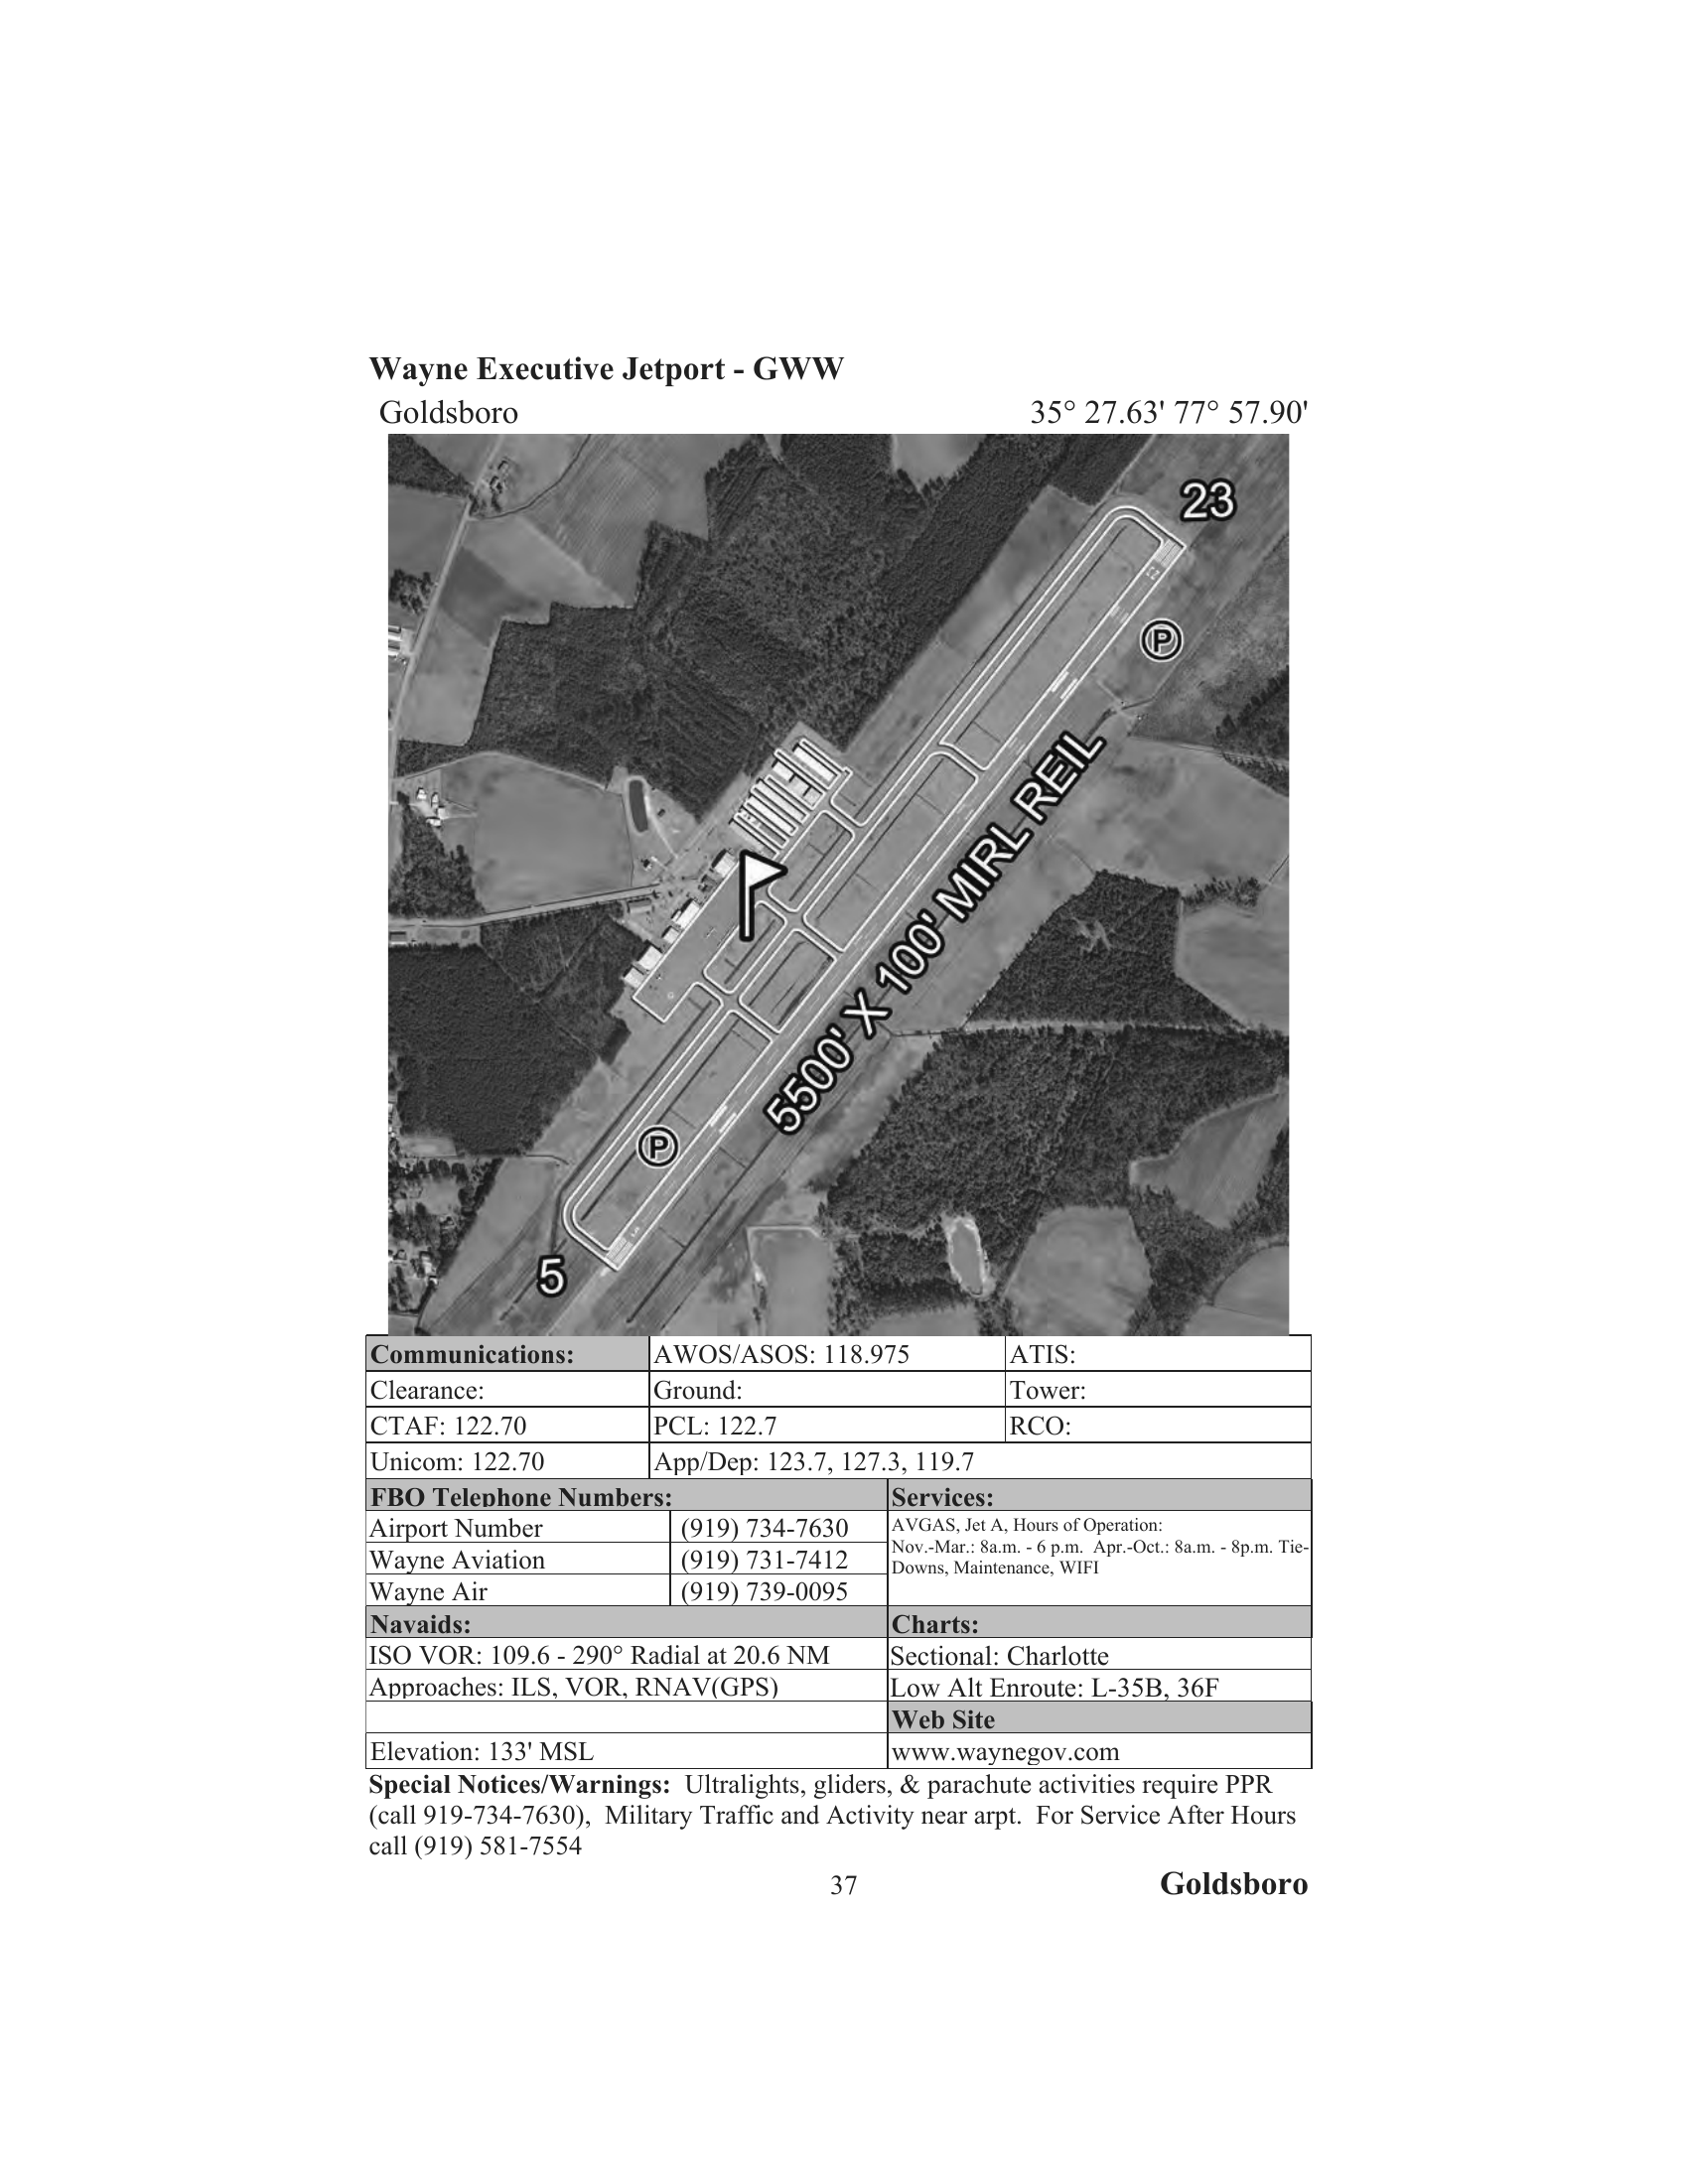 Wayne Executive Jetport - GWW
Goldsboro 35° 27.63' 77° 57.90'
23
P
5500' X 100' MIRL REIL
P
5
Communications: AWOS/ASOS: 118.975 ATIS:
Clearance: Ground: Tower:
CTAF: 122.70 PCL: 122.7 RCO:
Unicom: 122.70 App/Dep: 123.7, 127.3, 119.7
FBO Telephone Numbers: Services:
Airport Number (919) 734-7630
Wayne Aviation (919) 731-7412
Wayne Air (919) 739-0095
AVGAS, Jet A, Hours of Operation:
Nov.-Mar.: 8a.m. - 6 p.m. Apr.-Oct.: 8a.m. - 8p.m. Tie-
Downs, Maintenance, WIFI
Navaids: Charts:
ISO VOR: 109.6 - 290° Radial at 20.6 NM Sectional: Charlotte
Approaches: ILS, VOR, RNAV(GPS) Low Alt Enroute: L-35B, 36F
Web Site
Elevation: 133' MSL www.waynegov.com
Special Notices/Warnings: Ultralights, gliders, & parachute activities require PPR
(call 919-734-7630), Military Traffic and Activity near arpt. For Service After Hours
call (919) 581-7554
37 Goldsboro